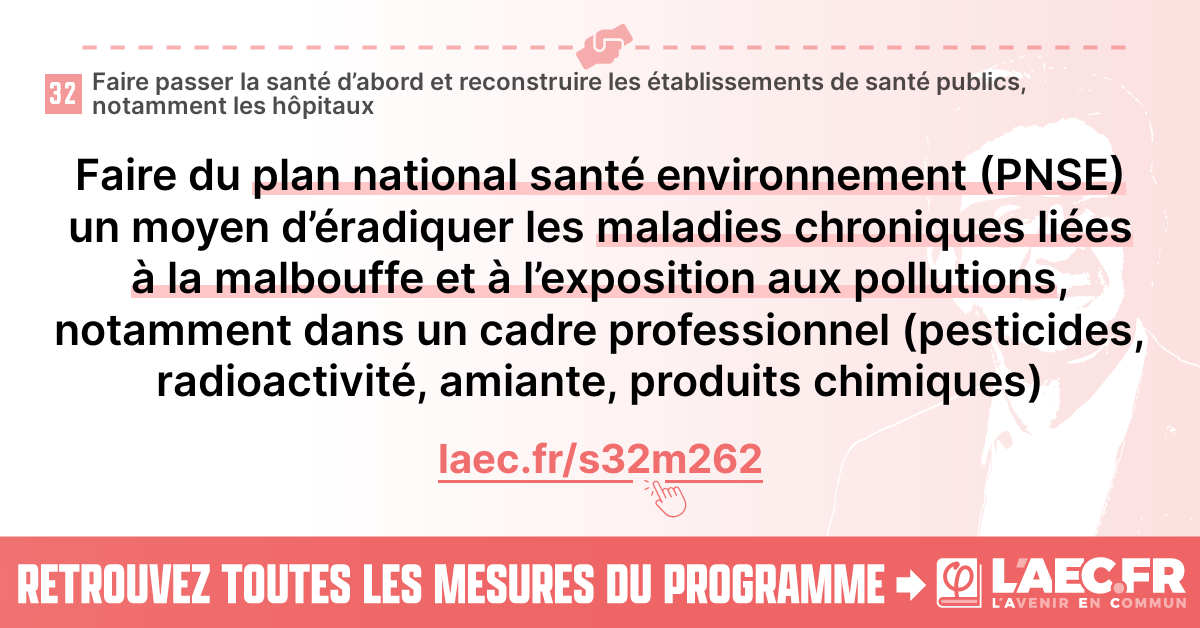 32
Faire passer la santé d’abord et reconstruire les établissements de santé publics,
notamment les hôpitaux
Faire du plan national santé environnement (PNSE)
un moyen d’éradiquer les maladies chroniques liées
à la malbouffe et à l’exposition aux pollutions,
notamment dans un cadre professionnel (pesticides,
radioactivité, amiante, produits chimiques)
laec.fr/s32m262
RETROUVEZ TOUTES LES MESURES DU PROGRAMME
φ
L'AEC.FR
L'AVENIR EN COMMUN